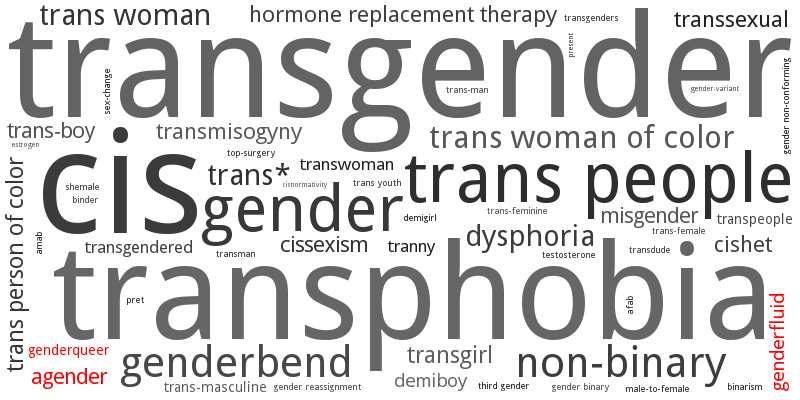 trans woman
hormone replacement therapy
transgenders
transsexual
transgender
present
sex-change
trans-man
gender-variant
gender non-conforming
trans-boy
transmisogyny
trans woman of color
estrogen
top-surgery
cis
trans*
transwoman
cisnormativity
trans youth
trans people
shemale
binder
gender
demigirl
trans-feminine
misgender
transpeople
trans-female
trans person of color
amab
transgendered
transman
cissexism
tranny
dysphoria
testosterone
transdude
cishet
transphobia
pret
afab
genderfluid
genderqueer
agender
genderbend
transgirl
non-binary
trans-masculine
gender reassignment
demiboy
third gender
gender binary
male-to-female
binarism